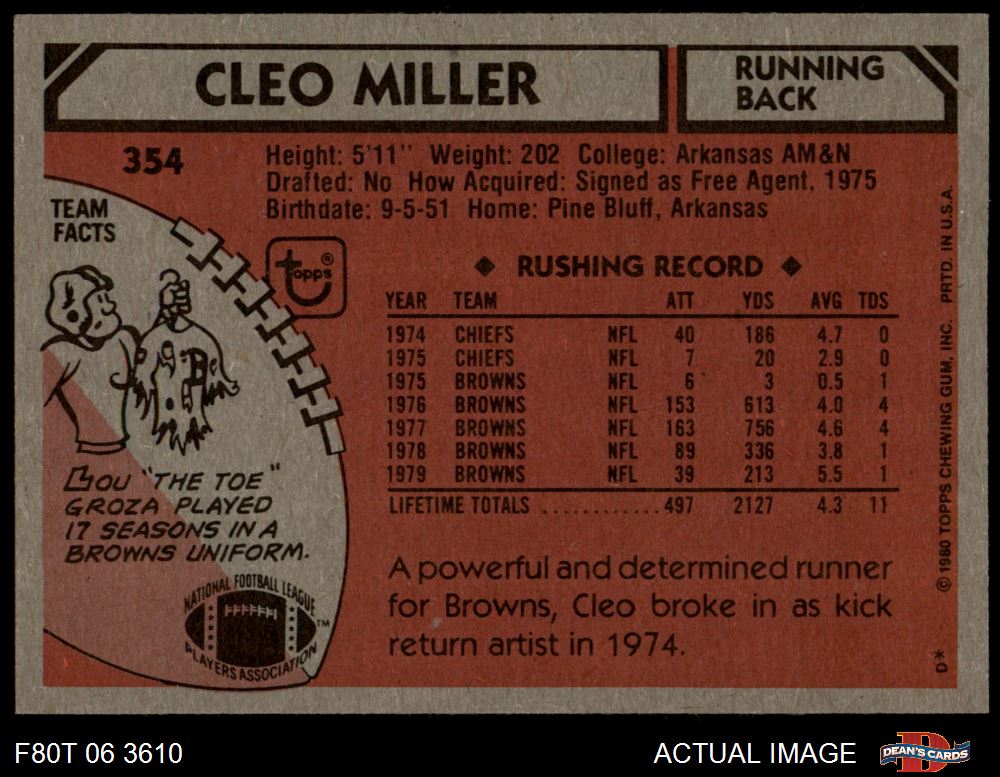 CLEO MILLER
RUNNING
BACK
354
Height: 5'11" Weight: 202 College: Arkansas AM&N
Drafted: No How Acquired: Signed as Free Agent, 1975
Birthdate: 9-5-51 Home: Pine Bluff, Arkansas
TEAM
FACTS
topps®
B
Lou "THE TOE"
GROZA PLAYED
17 SEASONS IN A
BROWNS UNIFORM.
NATIONAL FOOTBALL LEAGUE
PLAYERS ASSOCIATION
TM
◆ RUSHING RECORD ◆
YEAR TEAM ATT YDS AVG TDS
1974 CHIEFS NFL 40 186 4.7 0
1975 CHIEFS NFL 7 20 2.9 0
1975 BROWNS NFL 6 3 0.5 1
1976 BROWNS NFL 153 613 4.0 4
1977 BROWNS NFL 163 756 4.6 4
1978 BROWNS NFL 89 336 3.8 1
1979 BROWNS NFL 39 213 5.5 1
LIFETIME TOTALS ............ 497 2127 4.3 11
A powerful and determined runner
for Browns, Cleo broke in as kick
return artist in 1974.
D* © 1980 TOPPS CHEWING GUM, INC. PRTD. IN U.S.A.
F80T 06 3610
ACTUAL IMAGE
D
DEAN'S CARDS